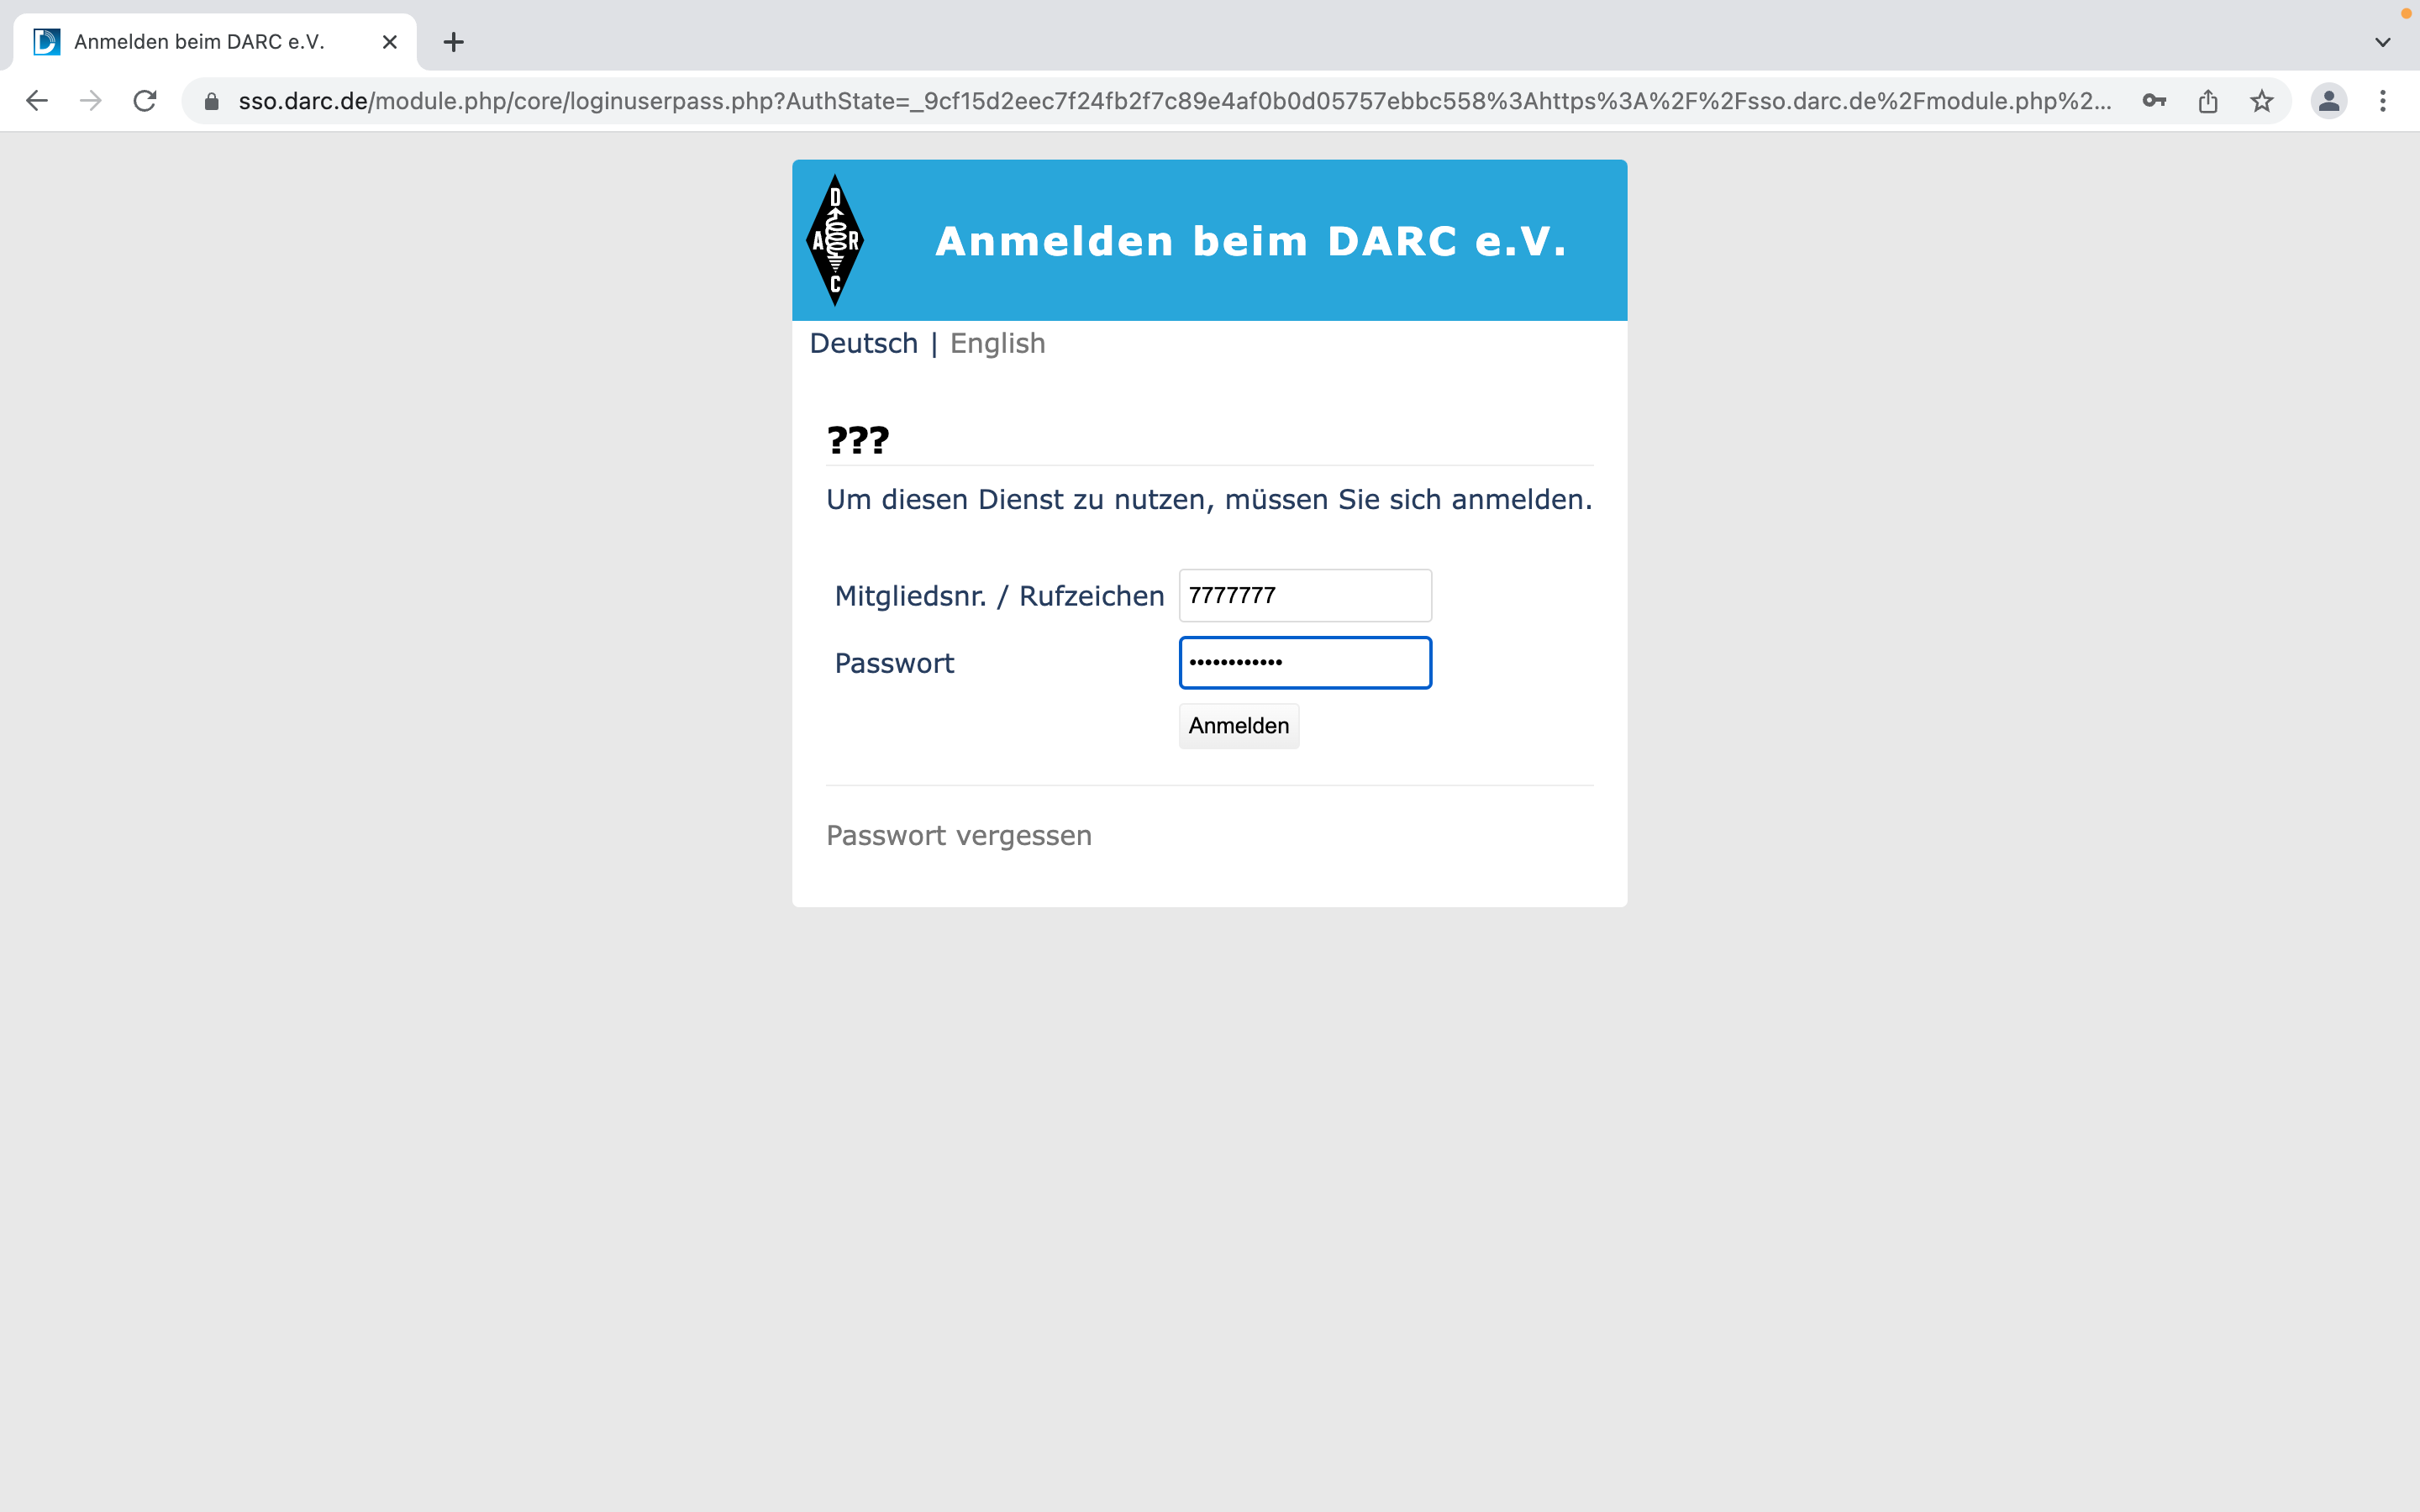 Anmelden beim DARC e.V.
sso.darc.de/module.php/core/loginuserpass.php?AuthState=_9cf15d2eec7f24fb2f7c89e4af0b0d05757ebbc558%3Ahttps%3A%2F%2Fsso.darc.de%2Fmodule.php%2...
D
A R
C
Anmelden beim DARC e.V.
Deutsch | English
???
Um diesen Dienst zu nutzen, müssen Sie sich anmelden.
Mitgliedsnr. / Rufzeichen 7777777
Passwort ••••••••••••
Anmelden
Passwort vergessen